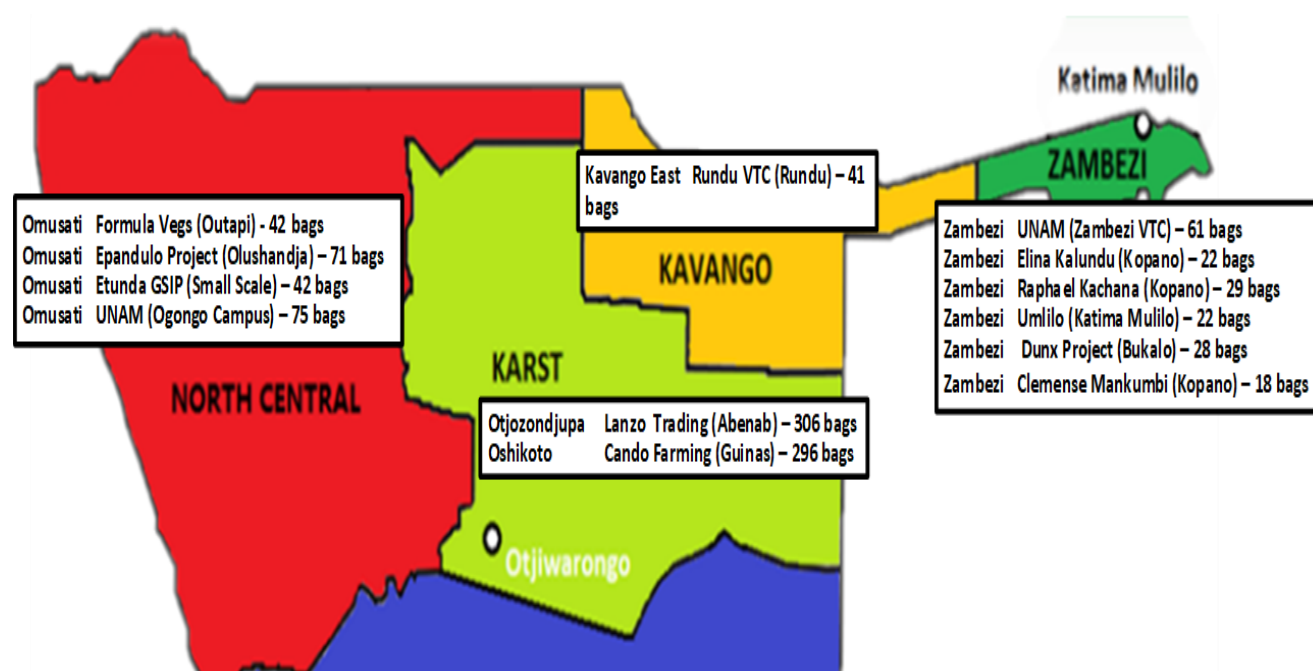 Katima Mulilo
ZAMBEZI
Kavango East Rundu VTC (Rundu) – 41
bags
Omusati Formula Vegs (Outapi) - 42 bags
Omusati Epandulo Project (Olushandja) – 71 bags
Omusati Etunda GSIP (Small Scale) – 42 bags
Omusati UNAM (Ogongo Campus) – 75 bags
Zambezi UNAM (Zambezi VTC) – 61 bags
Zambezi Elina Kalundu (Kopano) – 22 bags
Zambezi Raphael Kachana (Kopano) – 29 bags
Zambezi Umlilo (Katima Mulilo) – 22 bags
Zambezi Dunx Project (Bukalo) – 28 bags
Zambezi Clemense Mankumbi (Kopano) – 18 bags
KAVANGO
KARST
NORTH CENTRAL
Otjozondjupa Lanzo Trading (Abenab) – 306 bags
Oshikoto Cando Farming (Guinas) – 296 bags
Otjiwarongo